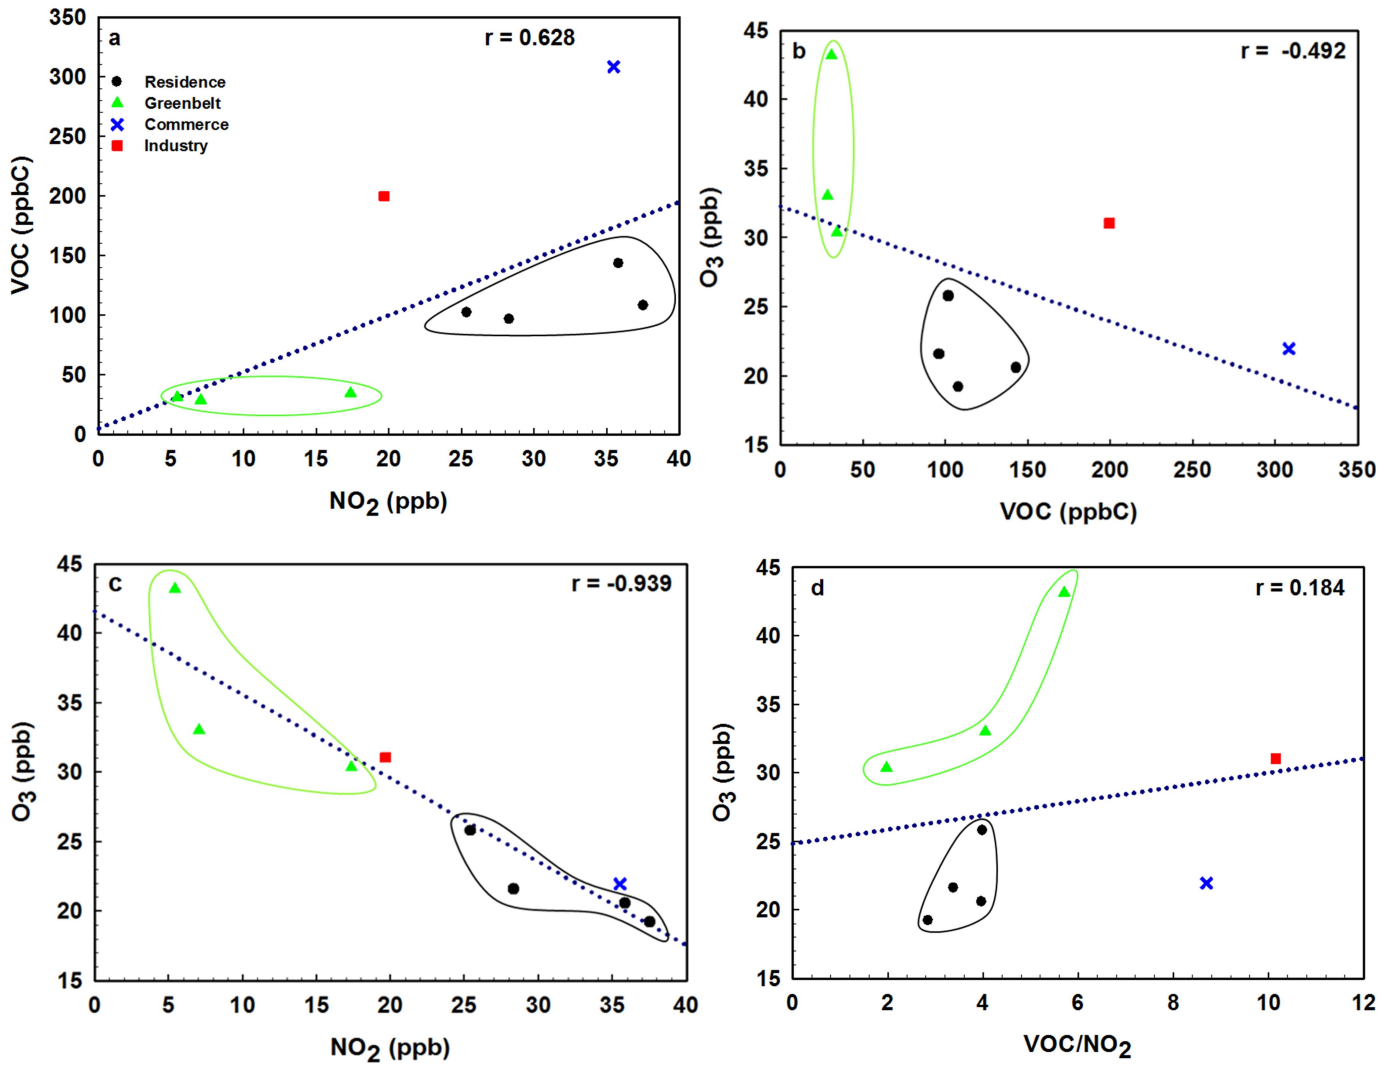 a
r = 0.628
Residence
Greenbelt
Commerce
Industry
VOC (ppbC)
350
300
250
200
150
100
50
0
0 5 10 15 20 25 30 35 40
NO2 (ppb)
b
r = -0.492
O3 (ppb)
45
40
35
30
25
20
15
0 50 100 150 200 250 300 350
VOC (ppbC)
c
r = -0.939
O3 (ppb)
45
40
35
30
25
20
15
0 5 10 15 20 25 30 35 40
NO2 (ppb)
d
r = 0.184
O3 (ppb)
45
40
35
30
25
20
15
0 2 4 6 8 10 12
VOC/NO2